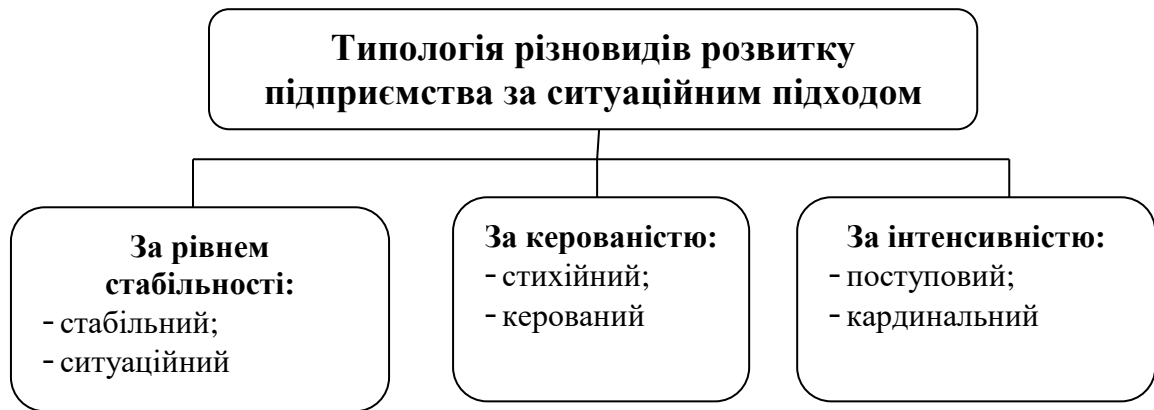 Типологія різновидів розвитку
підприємства за ситуаційним підходом
За рівнем
стабільності:
- стабільний;
- ситуаційний
За керованістю:
- стихійний;
- керований
За інтенсивністю:
- поступовий;
- кардинальний